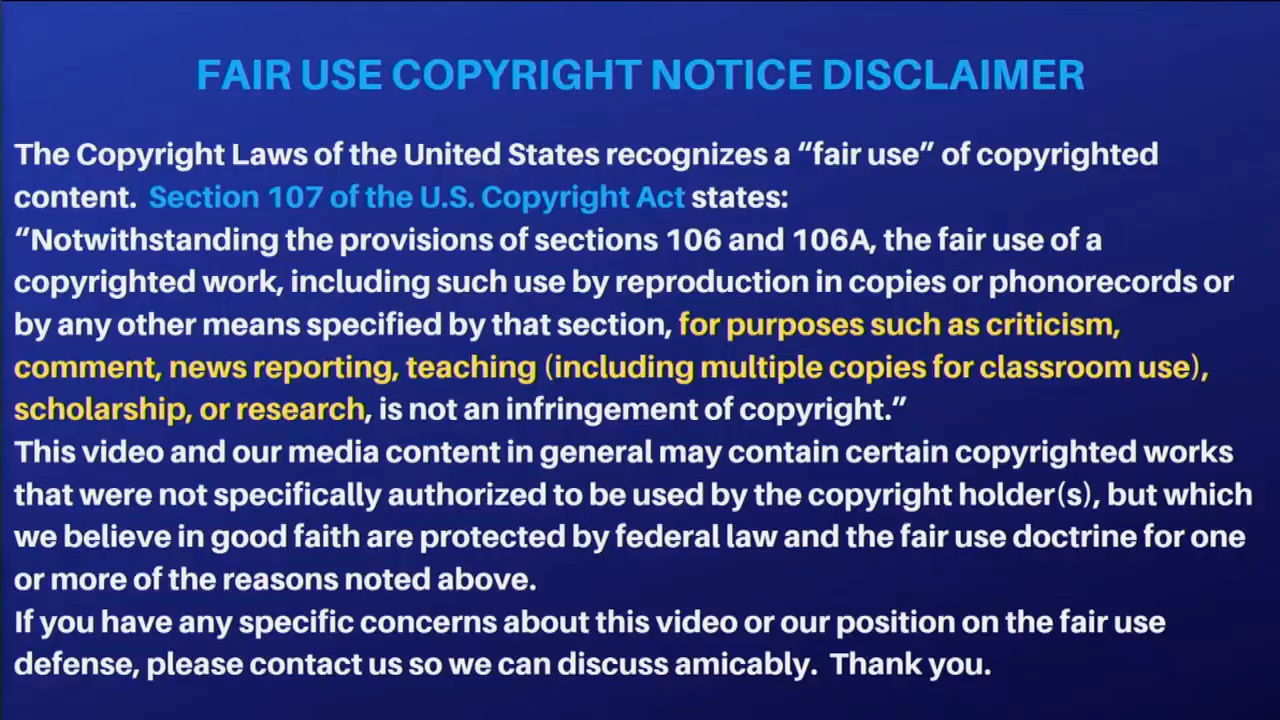 FAIR USE COPYRIGHT NOTICE DISCLAIMER
The Copyright Laws of the United States recognizes a “fair use” of copyrighted
content. Section 107 of the U.S. Copyright Act states:
“Notwithstanding the provisions of sections 106 and 106A, the fair use of a
copyrighted work, including such use by reproduction in copies or phonorecords or
by any other means specified by that section, for purposes such as criticism,
comment, news reporting, teaching (including multiple copies for classroom use),
scholarship, or research, is not an infringement of copyright.”
This video and our media content in general may contain certain copyrighted works
that were not specifically authorized to be used by the copyright holder(s), but which
we believe in good faith are protected by federal law and the fair use doctrine for one
or more of the reasons noted above.
If you have any specific concerns about this video or our position on the fair use
defense, please contact us so we can discuss amicably. Thank you.